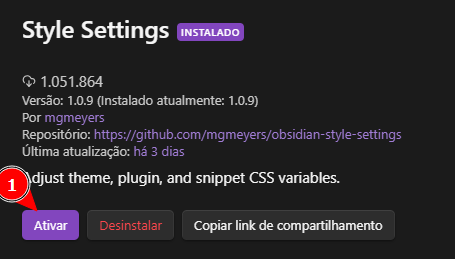 Style Settings INSTALADO
1.051.864
Versão: 1.0.9 (Instalado atualmente: 1.0.9)
Por mgmeyers
Repositório: https://github.com/mgmeyers/obsidian-style-settings
Última atualização: há 3 dias
Adjust theme, plugin, and snippet CSS variables.
1
Ativar Desinstalar Copiar link de compartilhamento